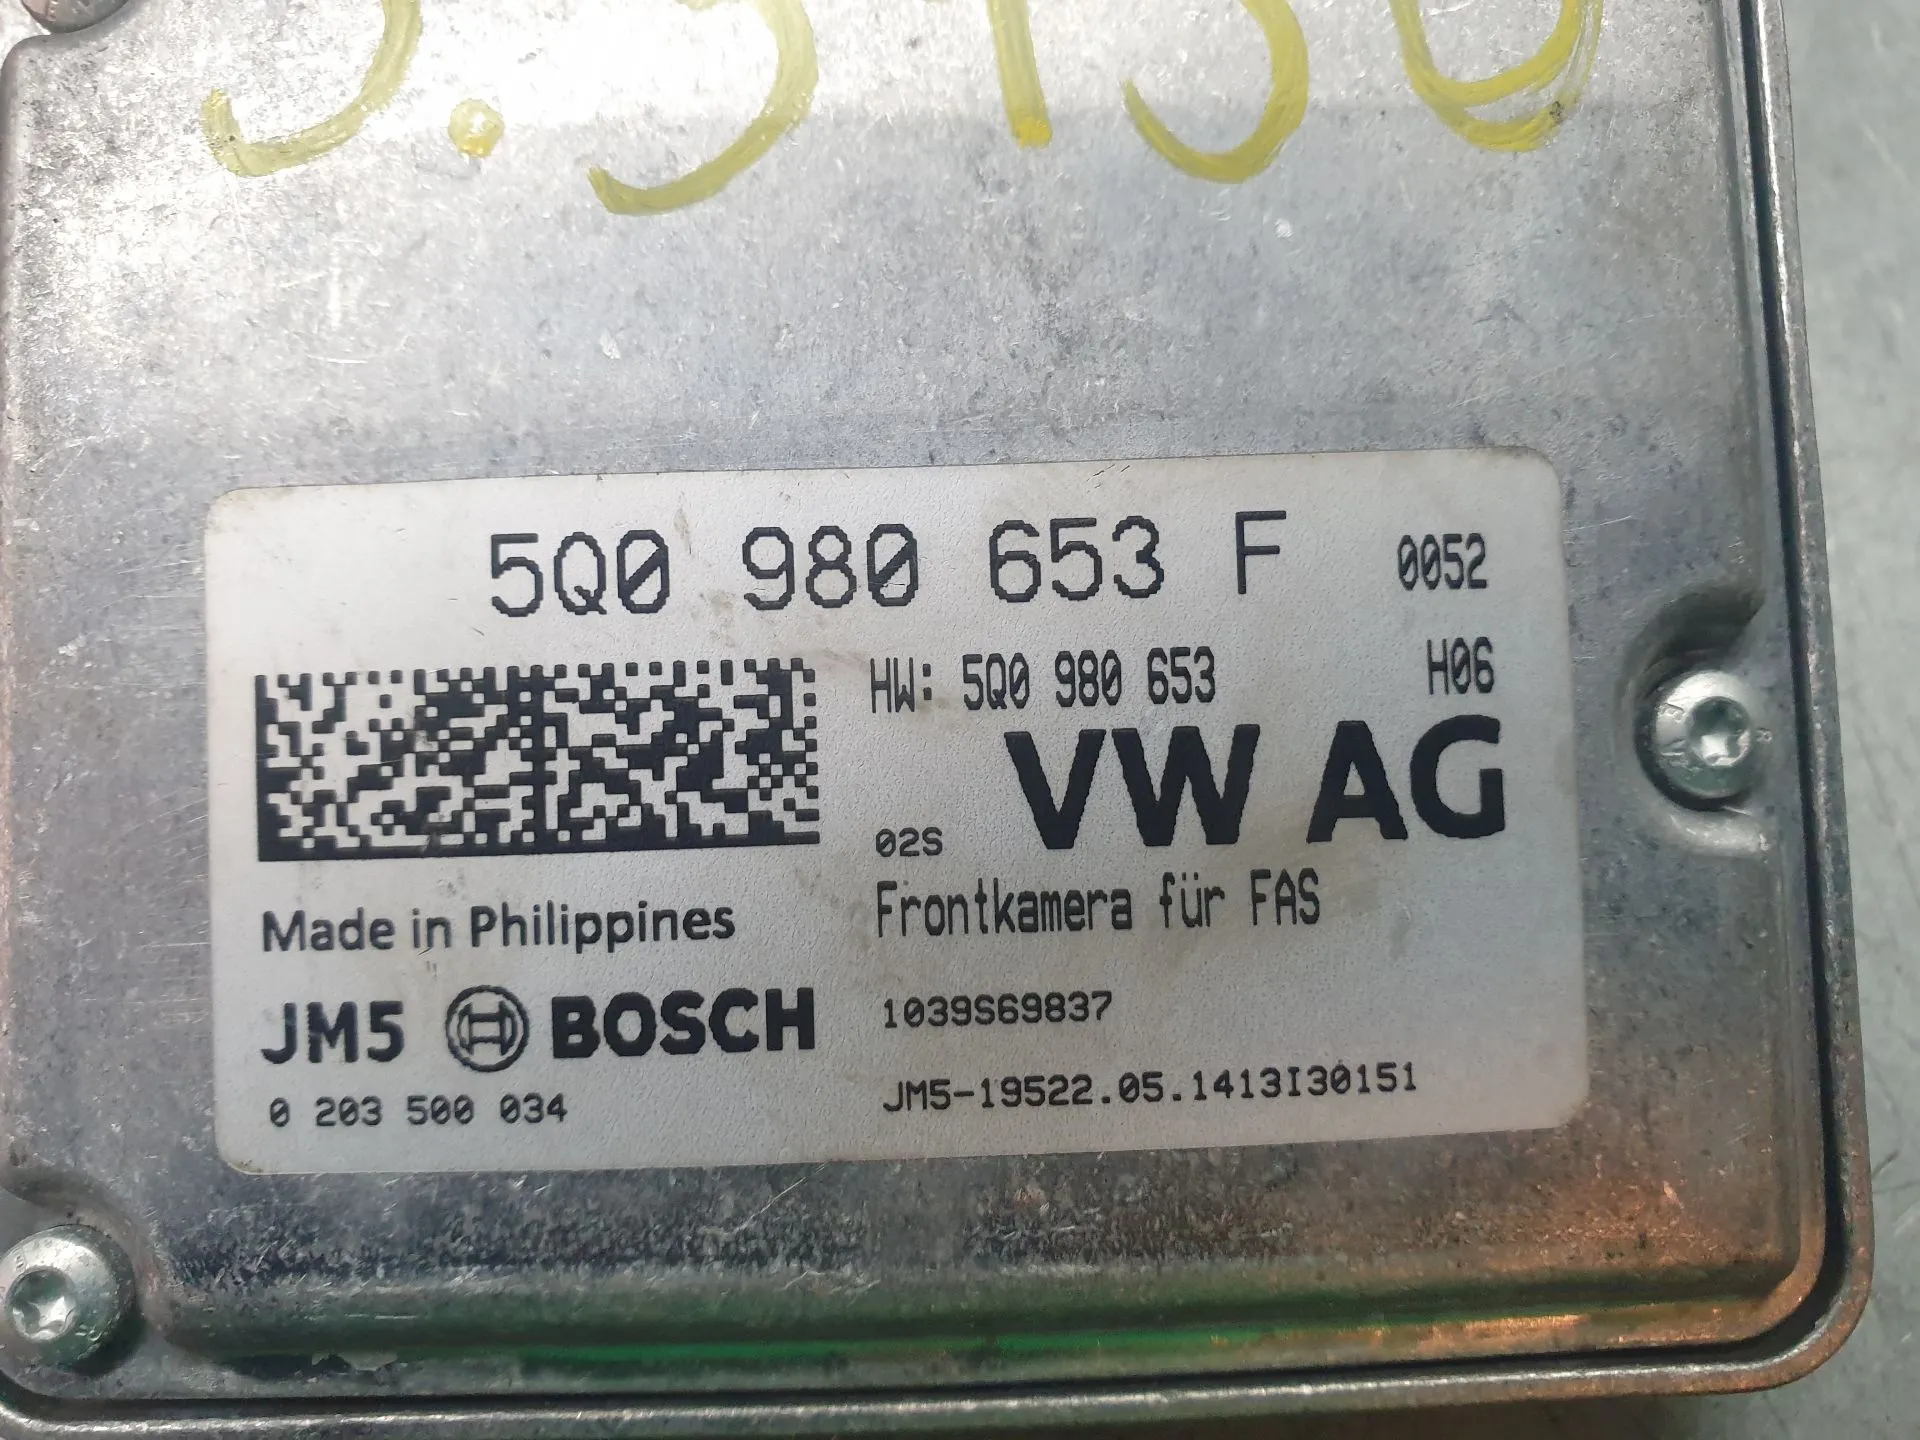 5Q0 980 653 F 0052
HW: 5Q0 980 653 H06
VW AG
02S
Frontkamera für FAS
Made in Philippines
JM5 BOSCH
1039S69837
0 203 500 034
JM5-19522.05.1413I30151